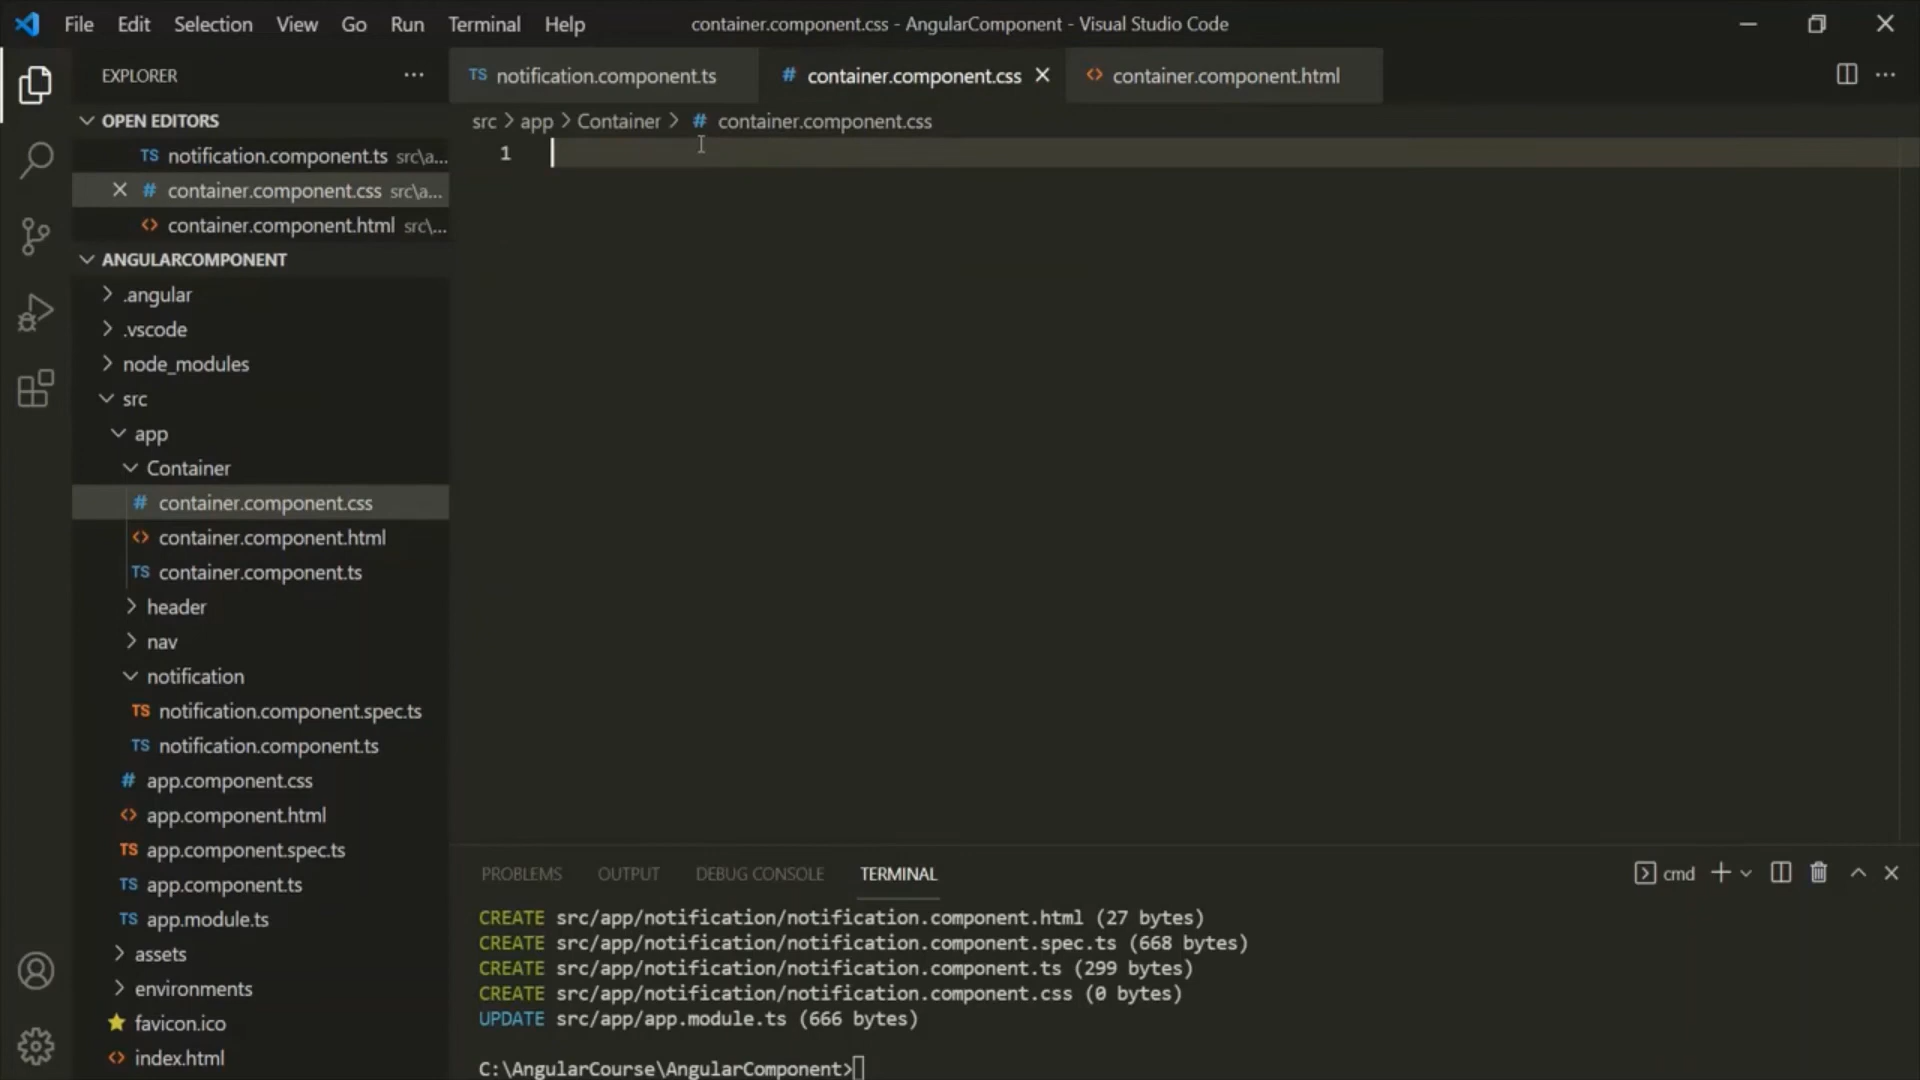 File Edit Selection View Go Run Terminal Help container.component.css - AngularComponent - Visual Studio Code
EXPLORER
TS notification.component.ts # container.component.css <> container.component.html
OPEN EDITORS
src > app > Container > # container.component.css
TS notification.component.ts src\a...
# container.component.css src\a...
<> container.component.html src\...
1
ANGULARCOMPONENT
.angular
.vscode
node_modules
src
app
Container
# container.component.css
<> container.component.html
TS container.component.ts
header
nav
notification
TS notification.component.spec.ts
TS notification.component.ts
# app.component.css
<> app.component.html
TS app.component.spec.ts
TS app.component.ts
TS app.module.ts
assets
environments
favicon.ico
<> index.html
PROBLEMS OUTPUT DEBUG CONSOLE TERMINAL cmd
CREATE src/app/notification/notification.component.html (27 bytes)
CREATE src/app/notification/notification.component.spec.ts (668 bytes)
CREATE src/app/notification/notification.component.ts (299 bytes)
CREATE src/app/notification/notification.component.css (0 bytes)
UPDATE src/app/app.module.ts (666 bytes)
C:\AngularCourse\AngularComponent>